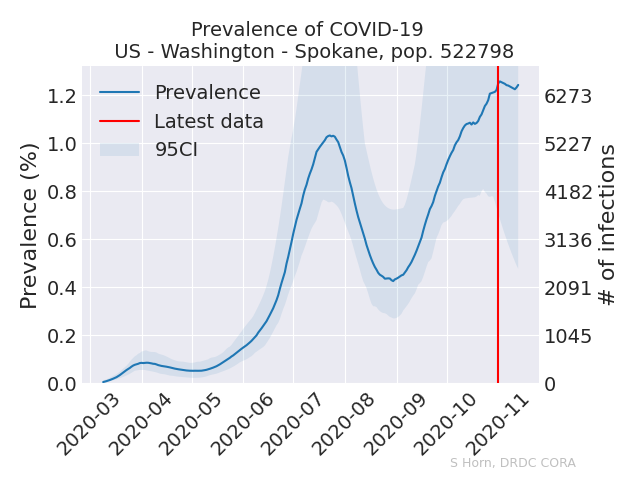 Prevalence of COVID-19
US - Washington - Spokane, pop. 522798
Prevalence
Latest data
95CI
Prevalence (%)
1.2
1.0
0.8
0.6
0.4
0.2
0.0
6273
5227
4182
3136
2091
1045
0
# of infections
2020-03
2020-04
2020-05
2020-06
2020-07
2020-08
2020-09
2020-10
2020-11
S Horn, DRDC CORA